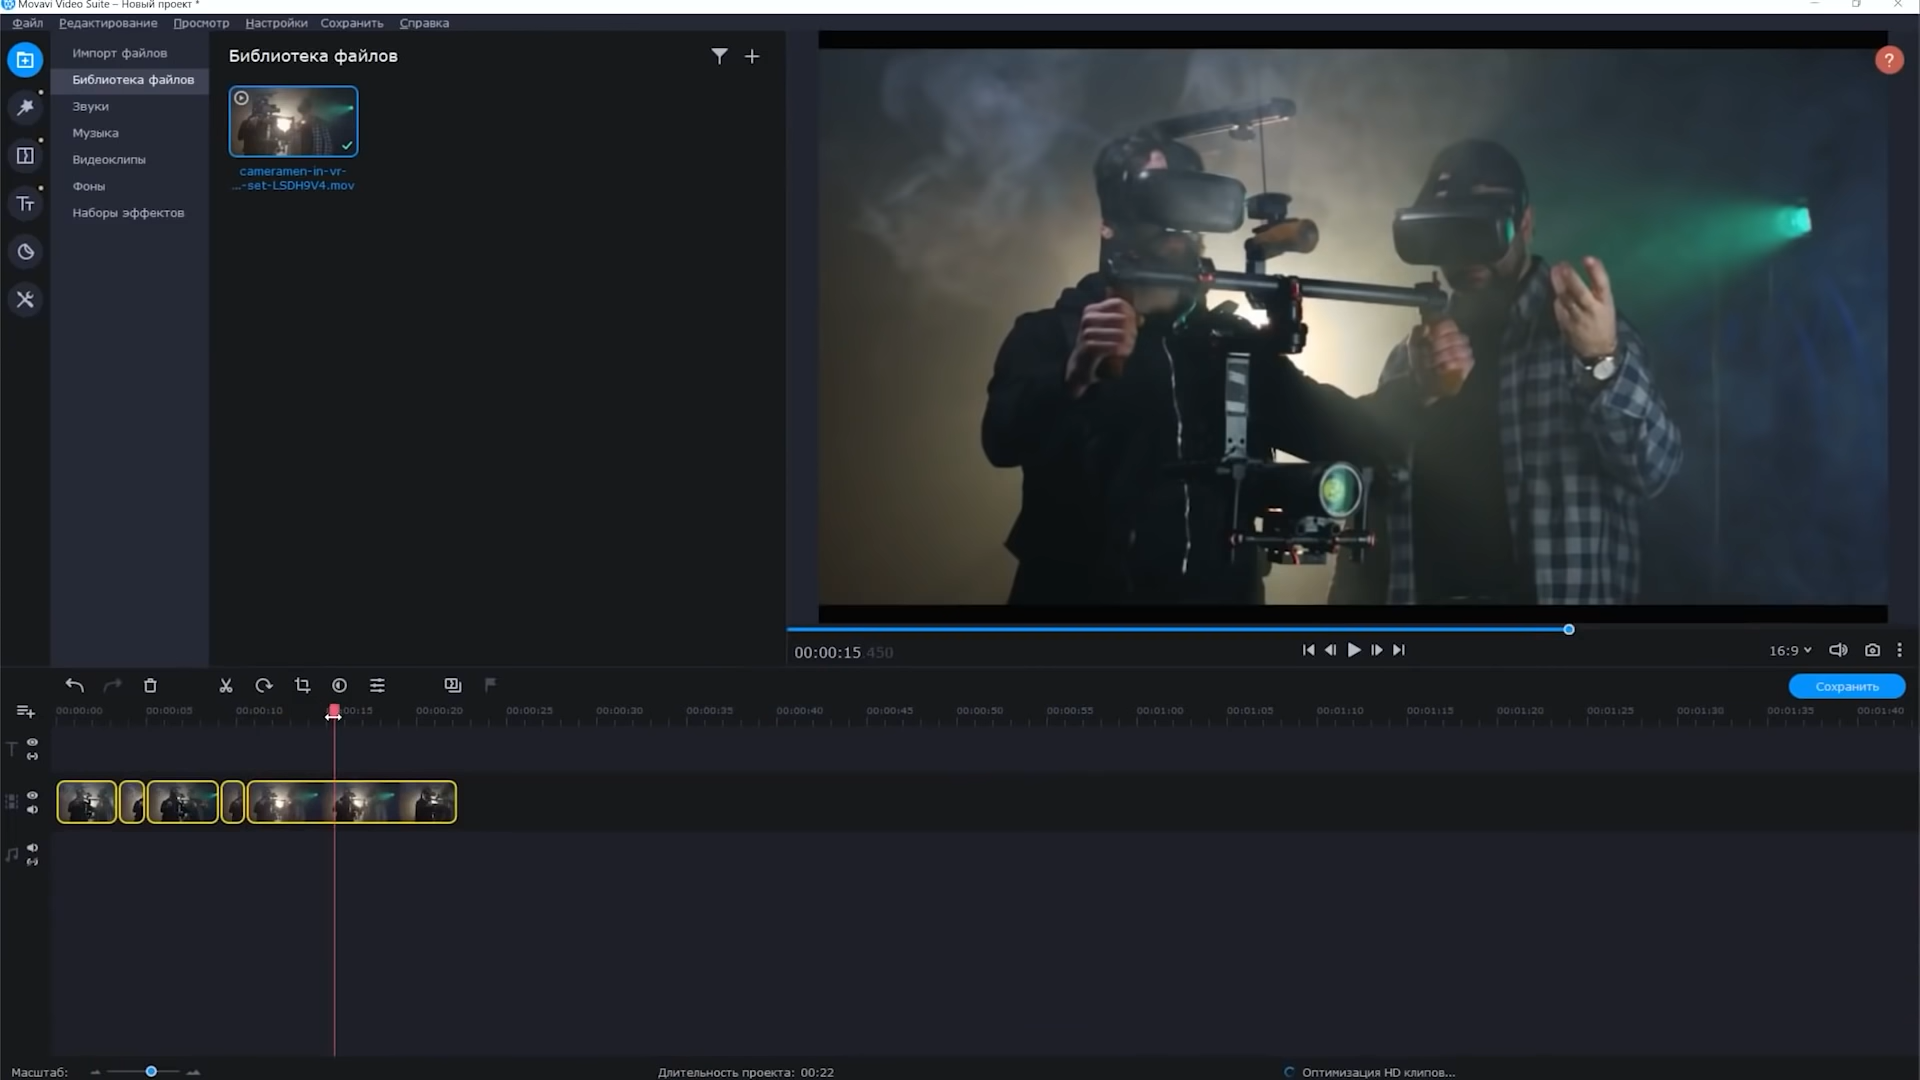 Movavi Video Suite – Новый проект *
Файл Редактирование Просмотр Настройки Сохранить Справка
Импорт файлов
Библиотека файлов
Звуки
Музыка
Видеоклипы
Фоны
Наборы эффектов
Библиотека файлов
cameramen-in-vr-
...-set-LSDH9V4.mov
?
00:00:15.450
16:9
Сохранить
00:00:00 00:00:05 00:00:10 00:00:15 00:00:20 00:00:25 00:00:30 00:00:35 00:00:40 00:00:45 00:00:50 00:00:55 00:01:00 00:01:05 00:01:10 00:01:15 00:01:20 00:01:25 00:01:30 00:01:35 00:01:40
Масштаб:
Длительность проекта: 00:22
Оптимизация HD клипов...